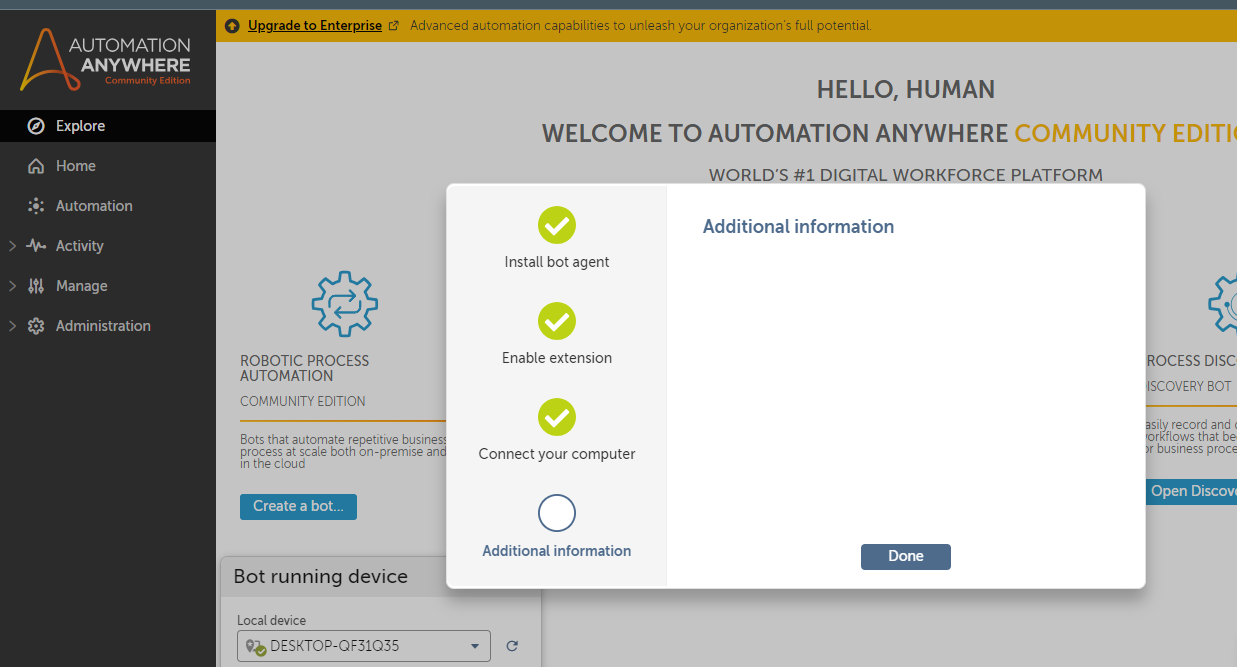 Upgrade to Enterprise Advanced automation capabilities to unleash your organization's full potential.
AUTOMATION
ANYWHERE
Community Edition
Explore
Home
Automation
Activity
Manage
Administration
HELLO, HUMAN
WELCOME TO AUTOMATION ANYWHERE COMMUNITY EDITI
WORLD'S #1 DIGITAL WORKFORCE PLATFORM
ROBOTIC PROCESS
AUTOMATION
COMMUNITY EDITION
Bots that automate repetitive business
process at scale both on-premise and
in the cloud
Create a bot...
Install bot agent
Enable extension
Connect your computer
Additional information
Additional information
Done
ROCESS DISC
ISCOVERY BOT
asily record and
workflows that be
or business proce
Open Discov
Bot running device
Local device
DESKTOP-QF31Q35